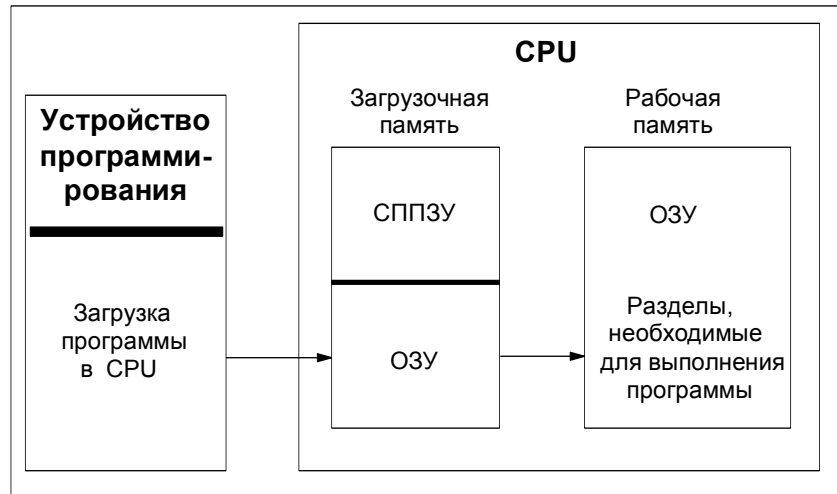 CPU
Устройство
программи-
рования
Загрузка
программы
в CPU
Загрузочная
память
СППЗУ
ОЗУ
Рабочая
память
ОЗУ
Разделы,
необходимые
для выполнения
программы